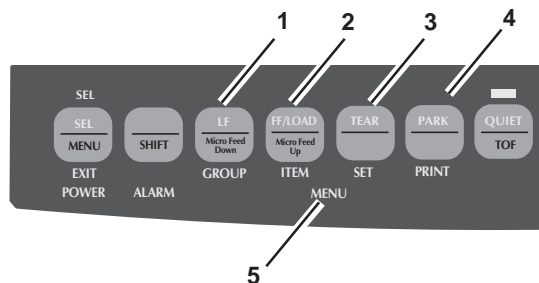 1 2 3 4
SEL
SEL LF FF/LOAD TEAR PARK QUIET
MENU SHIFT Micro Feed Down Micro Feed Up TOF
EXIT GROUP ITEM SET PRINT
POWER ALARM MENU
5